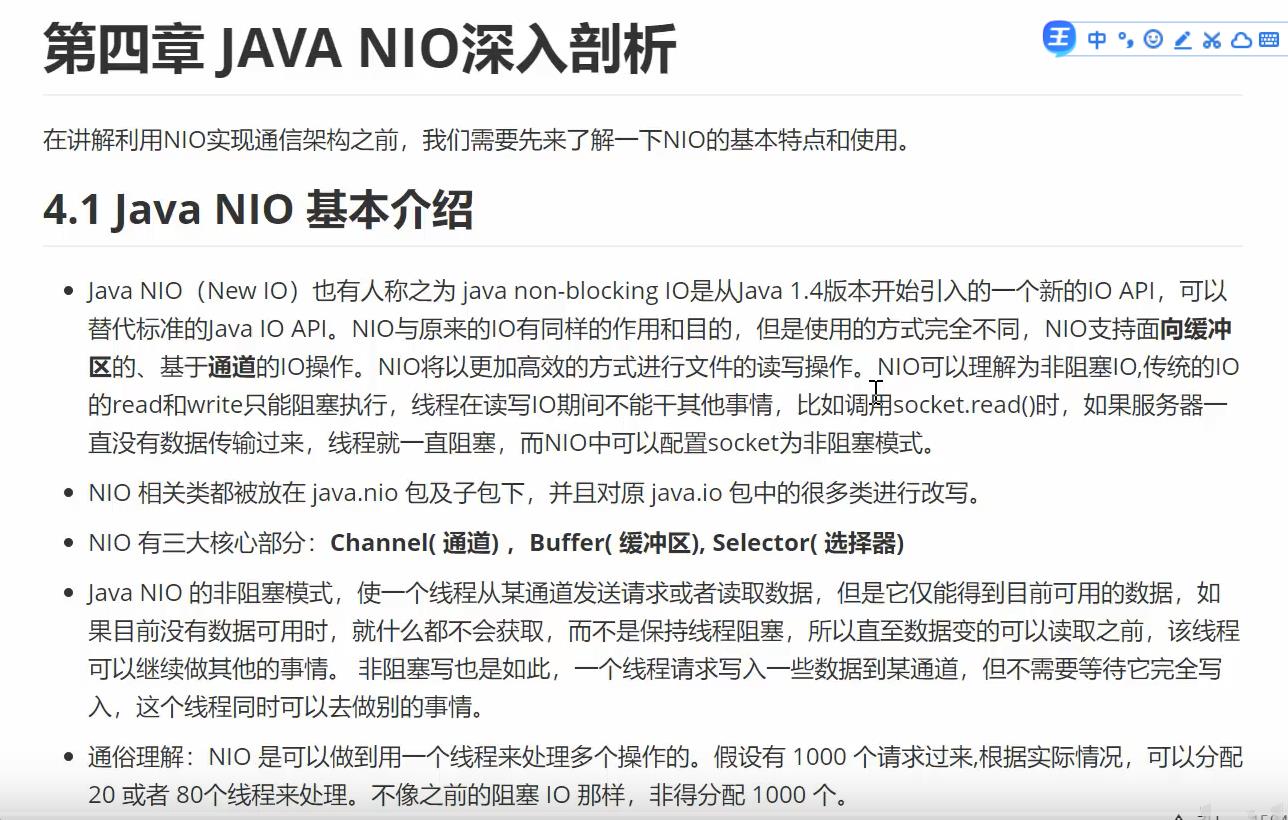 第四章 JAVA NIO深入剖析
中
在讲解利用NIO实现通信架构之前，我们需要先来了解一下NIO的基本特点和使用。
4.1 Java NIO 基本介绍
Java NIO（New IO）也有人称之为 java non-blocking IO是从Java 1.4版本开始引入的一个新的IO API，可以
替代标准的Java IO API。NIO与原来的IO有同样的作用和目的，但是使用的方式完全不同，NIO支持面向缓冲
区的、基于通道的IO操作。NIO将以更加高效的方式进行文件的读写操作。NIO可以理解为非阻塞IO,传统的IO
的read和write只能阻塞执行，线程在读写IO期间不能干其他事情，比如调用socket.read()时，如果服务器一
直没有数据传输过来，线程就一直阻塞，而NIO中可以配置socket为非阻塞模式。
NIO 相关类都被放在 java.nio 包及子包下，并且对原 java.io 包中的很多类进行改写。
NIO 有三大核心部分：Channel( 通道) ，Buffer( 缓冲区), Selector( 选择器)
Java NIO 的非阻塞模式，使一个线程从某通道发送请求或者读取数据，但是它仅能得到目前可用的数据，如
果目前没有数据可用时，就什么都不会获取，而不是保持线程阻塞，所以直至数据变的可以读取之前，该线程
可以继续做其他的事情。 非阻塞写也是如此，一个线程请求写入一些数据到某通道，但不需要等待它完全写
入，这个线程同时可以去做别的事情。
通俗理解：NIO 是可以做到用一个线程来处理多个操作的。假设有 1000 个请求过来,根据实际情况，可以分配
20 或者 80个线程来处理。不像之前的阻塞 IO 那样，非得分配 1000 个。